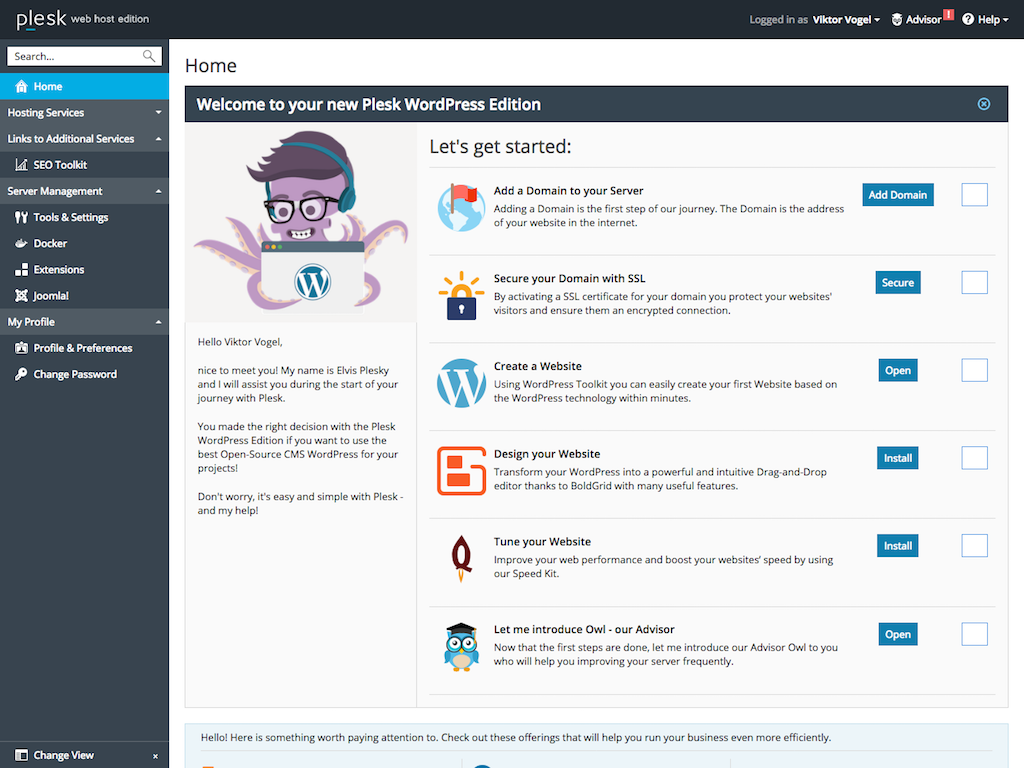 plesk web host edition
Logged in as Viktor Vogel
Advisor
!
Help
Search...
Home
Hosting Services
Links to Additional Services
SEO Toolkit
Server Management
Tools & Settings
Docker
Extensions
Joomla!
My Profile
Profile & Preferences
Change Password
Change View
x
Home
Welcome to your new Plesk WordPress Edition
Hello Viktor Vogel,
nice to meet you! My name is Elvis Plesky
and I will assist you during the start of your
journey with Plesk.
You made the right decision with the Plesk
WordPress Edition if you want to use the
best Open-Source CMS WordPress for your
projects!
Don't worry, it's easy and simple with Plesk -
and my help!
Let's get started:
Add a Domain to your Server
Adding a Domain is the first step of our journey. The Domain is the address
of your website in the internet.
Add Domain
Secure your Domain with SSL
By activating a SSL certificate for your domain you protect your websites'
visitors and ensure them an encrypted connection.
Secure
Create a Website
Using WordPress Toolkit you can easily create your first Website based on
the WordPress technology within minutes.
Open
Design your Website
Transform your WordPress into a powerful and intuitive Drag-and-Drop
editor thanks to BoldGrid with many useful features.
Install
Tune your Website
Improve your web performance and boost your websites’ speed by using
our Speed Kit.
Install
Let me introduce Owl - our Advisor
Now that the first steps are done, let me introduce our Advisor Owl to you
who will help you improving your server frequently.
Open
Hello! Here is something worth paying attention to. Check out these offerings that will help you run your business even more efficiently.